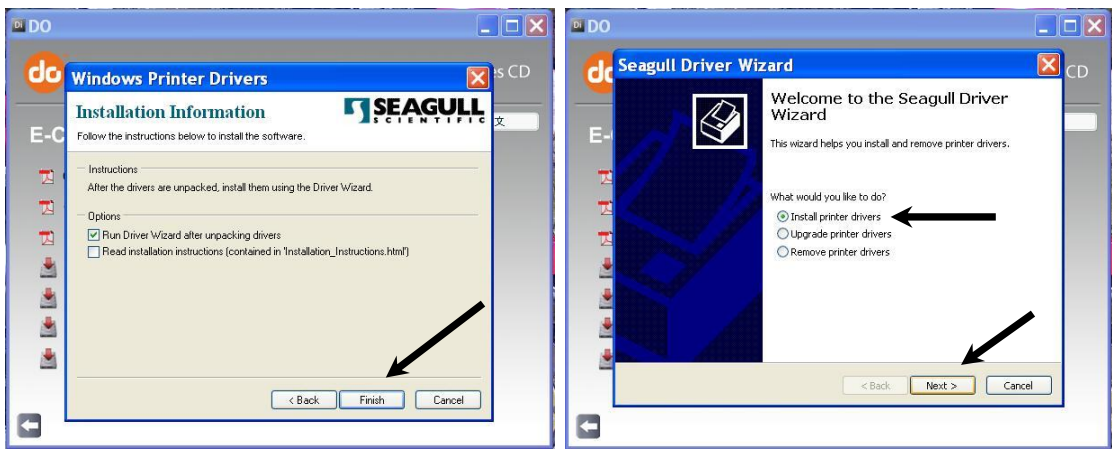 DO
do
s CD
Windows Printer Drivers
Installation Information
SEAGULL
SCIENTIFIC
Follow the instructions below to install the software.
文
E-C
Instructions
After the drivers are unpacked, install them using the Driver Wizard.
Options
Run Driver Wizard after unpacking drivers
Read installation instructions (contained in 'Installation_Instructions.html')
< Back
Finish
Cancel
DO
d
CD
Seagull Driver Wizard
Welcome to the Seagull Driver
Wizard
This wizard helps you install and remove printer drivers.
E-
What would you like to do?
Install printer drivers
Upgrade printer drivers
Remove printer drivers
< Back
Next >
Cancel